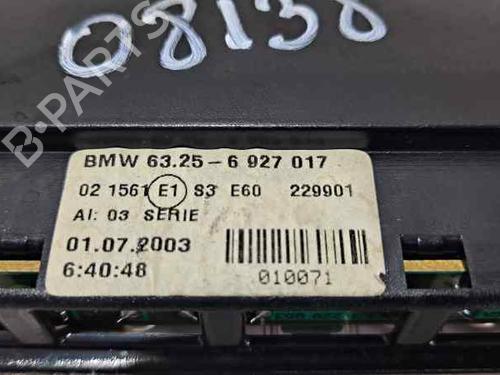 08138
B-PARTS
BMW 63.25-6 927 017
02 1561 E1 S3 E60 229901
AI: 03 SERIE
01.07.2003
6:40:48
010071